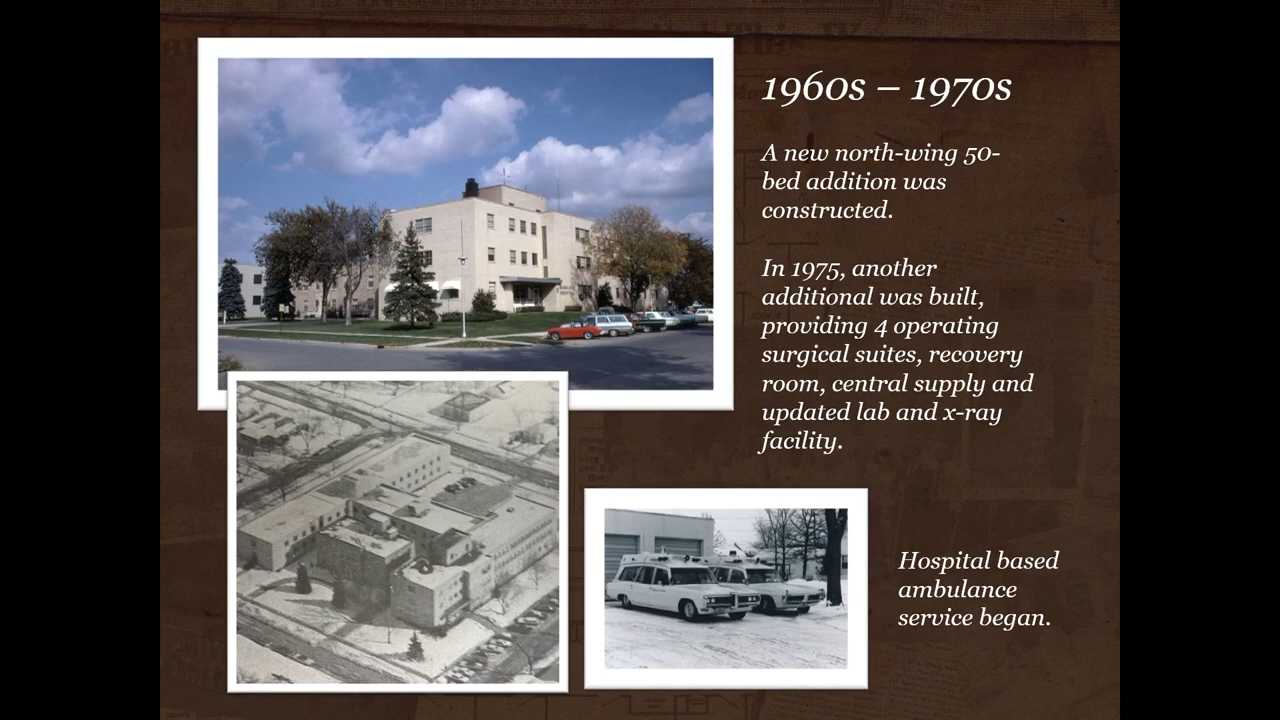 1960s – 1970s
A new north-wing 50-
bed addition was
constructed.
In 1975, another
additional was built,
providing 4 operating
surgical suites, recovery
room, central supply and
updated lab and x-ray
facility.
Hospital based
ambulance
service began.